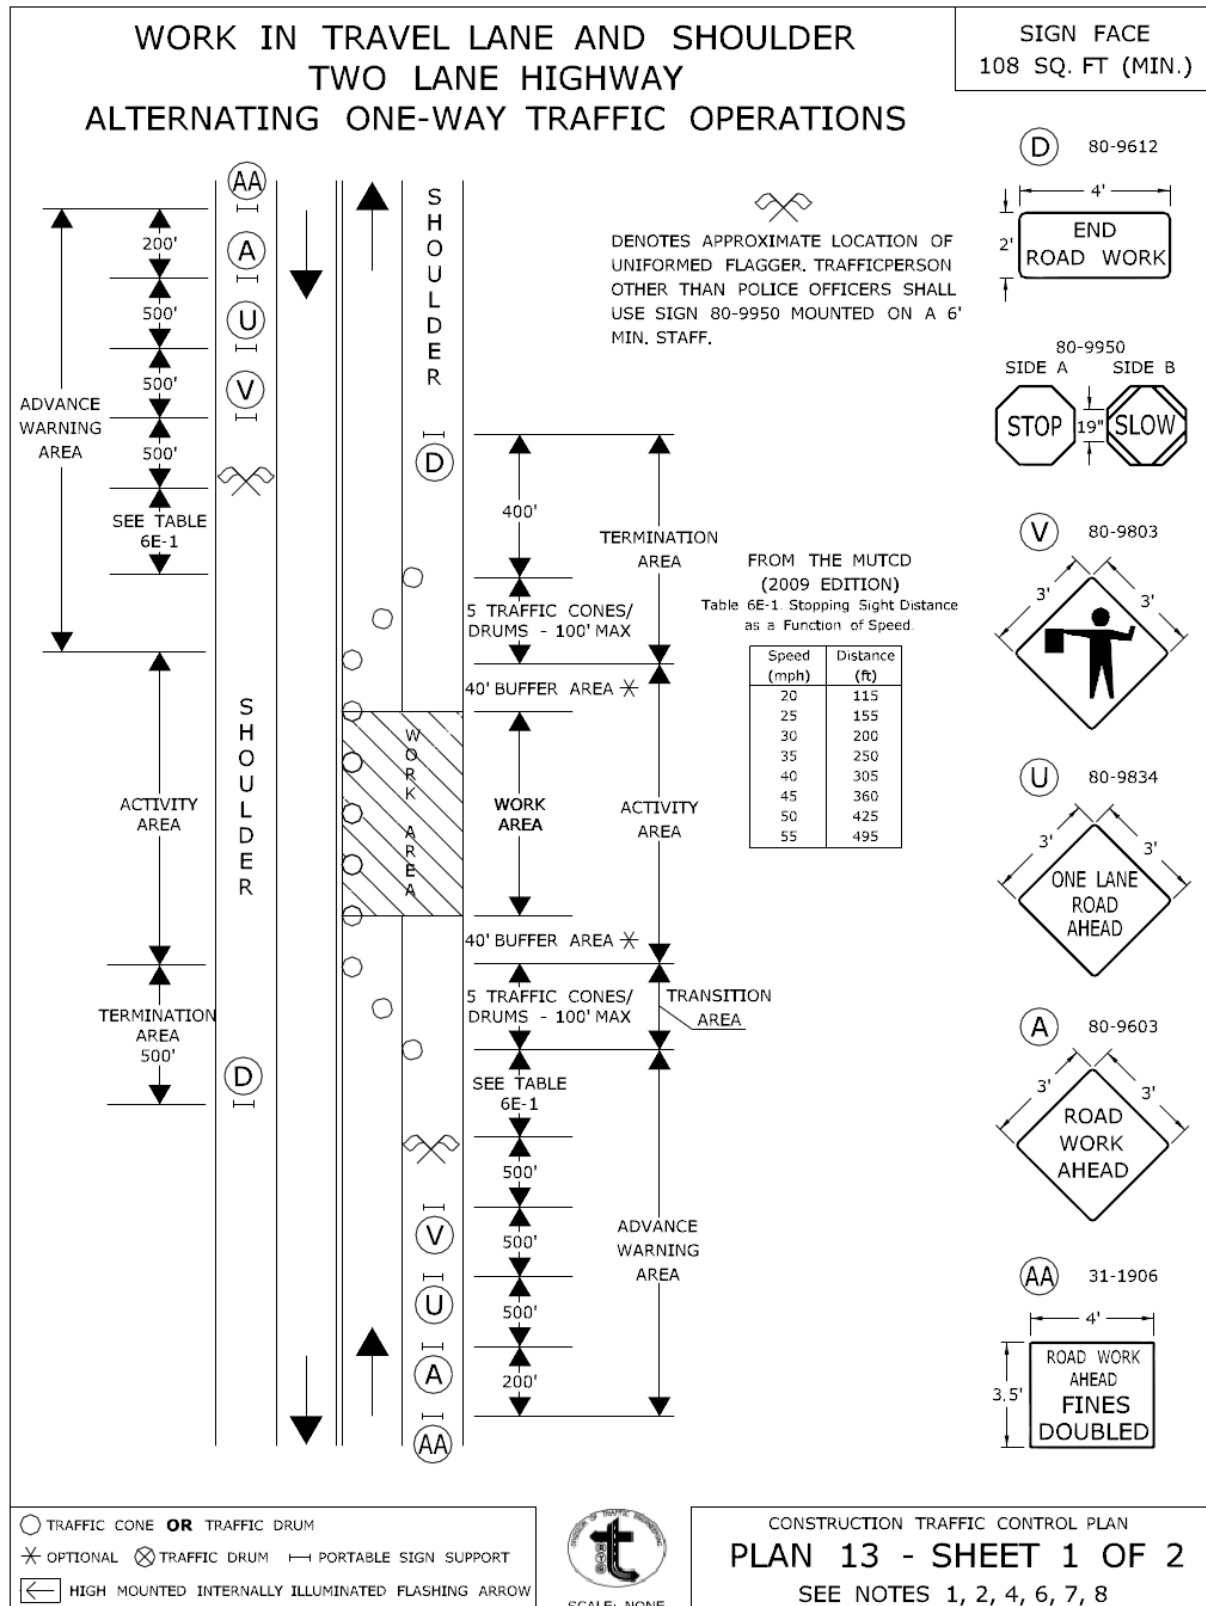 WORK IN TRAVEL LANE AND SHOULDER
TWO LANE HIGHWAY
ALTERNATING ONE-WAY TRAFFIC OPERATIONS
SIGN FACE
108 SQ. FT (MIN.)
AA
A
U
V
200'
500'
500'
500'
SEE TABLE
6E-1
ADVANCE
WARNING
AREA
SHOULDER
ACTIVITY
AREA
TERMINATION
AREA
500'
D
SHOULDER
D
400'
TERMINATION
AREA
5 TRAFFIC CONES/
DRUMS - 100' MAX
40' BUFFER AREA *
WORK AREA
WORK
AREA
ACTIVITY
AREA
40' BUFFER AREA *
5 TRAFFIC CONES/
DRUMS - 100' MAX
TRANSITION
AREA
SEE TABLE
6E-1
500'
500'
500'
200'
V
U
A
AA
ADVANCE
WARNING
AREA
DENOTES APPROXIMATE LOCATION OF
UNIFORMED FLAGGER. TRAFFICPERSON
OTHER THAN POLICE OFFICERS SHALL
USE SIGN 80-9950 MOUNTED ON A 6'
MIN. STAFF.
FROM THE MUTCD
(2009 EDITION)
Table 6E-1. Stopping Sight Distance
as a Function of Speed.
Speed (mph) Distance (ft)
20 115
25 155
30 200
35 250
40 305
45 360
50 425
55 495
D 80-9612
4'
2'
END
ROAD WORK
80-9950
SIDE A SIDE B
STOP 19" SLOW
V 80-9803
3' 3'
U 80-9834
3' 3'
ONE LANE
ROAD
AHEAD
A 80-9603
3' 3'
ROAD
WORK
AHEAD
AA 31-1906
4'
3.5'
ROAD WORK
AHEAD
FINES
DOUBLED
TRAFFIC CONE OR TRAFFIC DRUM
* OPTIONAL TRAFFIC DRUM PORTABLE SIGN SUPPORT
HIGH MOUNTED INTERNALLY ILLUMINATED FLASHING ARROW
DIVISION OF TRAFFIC ENGINEERING
SCALE: NONE
CONSTRUCTION TRAFFIC CONTROL PLAN
PLAN 13 - SHEET 1 OF 2
SEE NOTES 1, 2, 4, 6, 7, 8